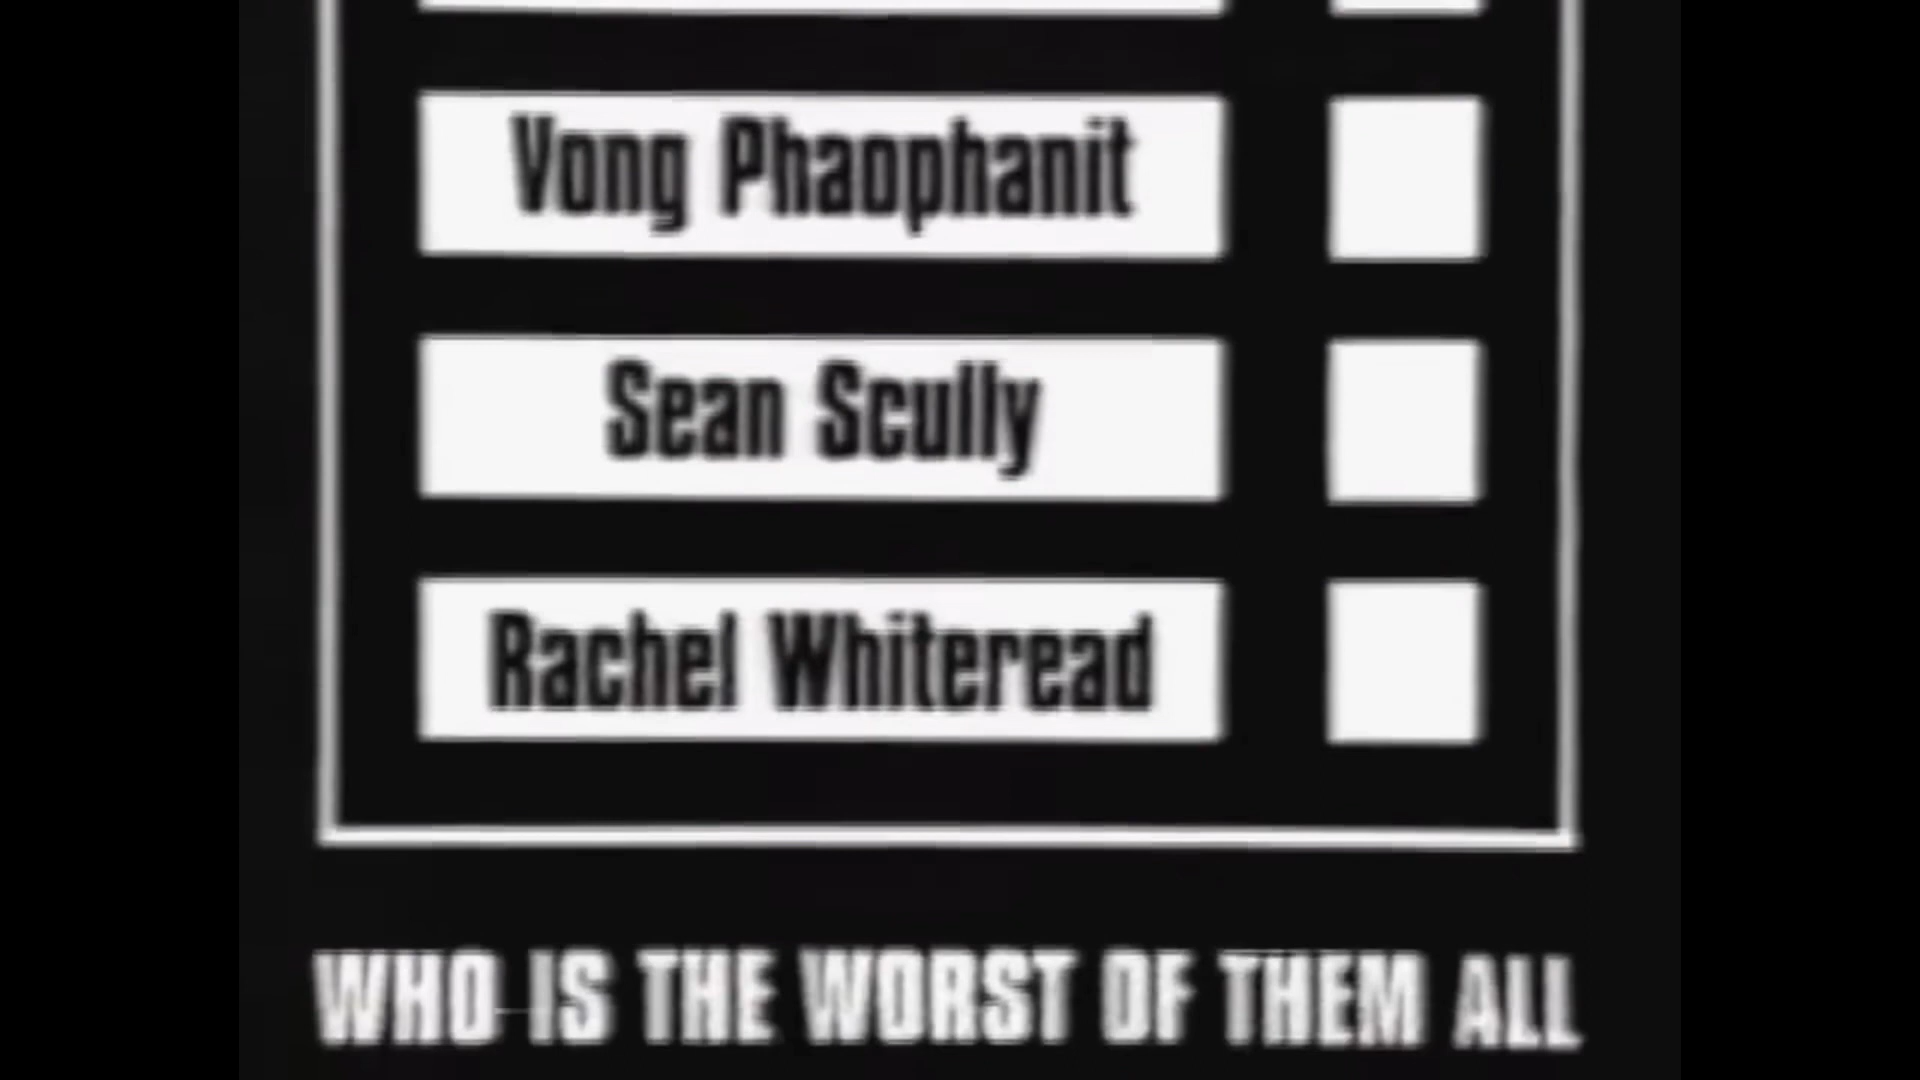 Vong Phaophanit
Sean Scully
Rachel Whiteread
WHO IS THE WORST OF THEM ALL